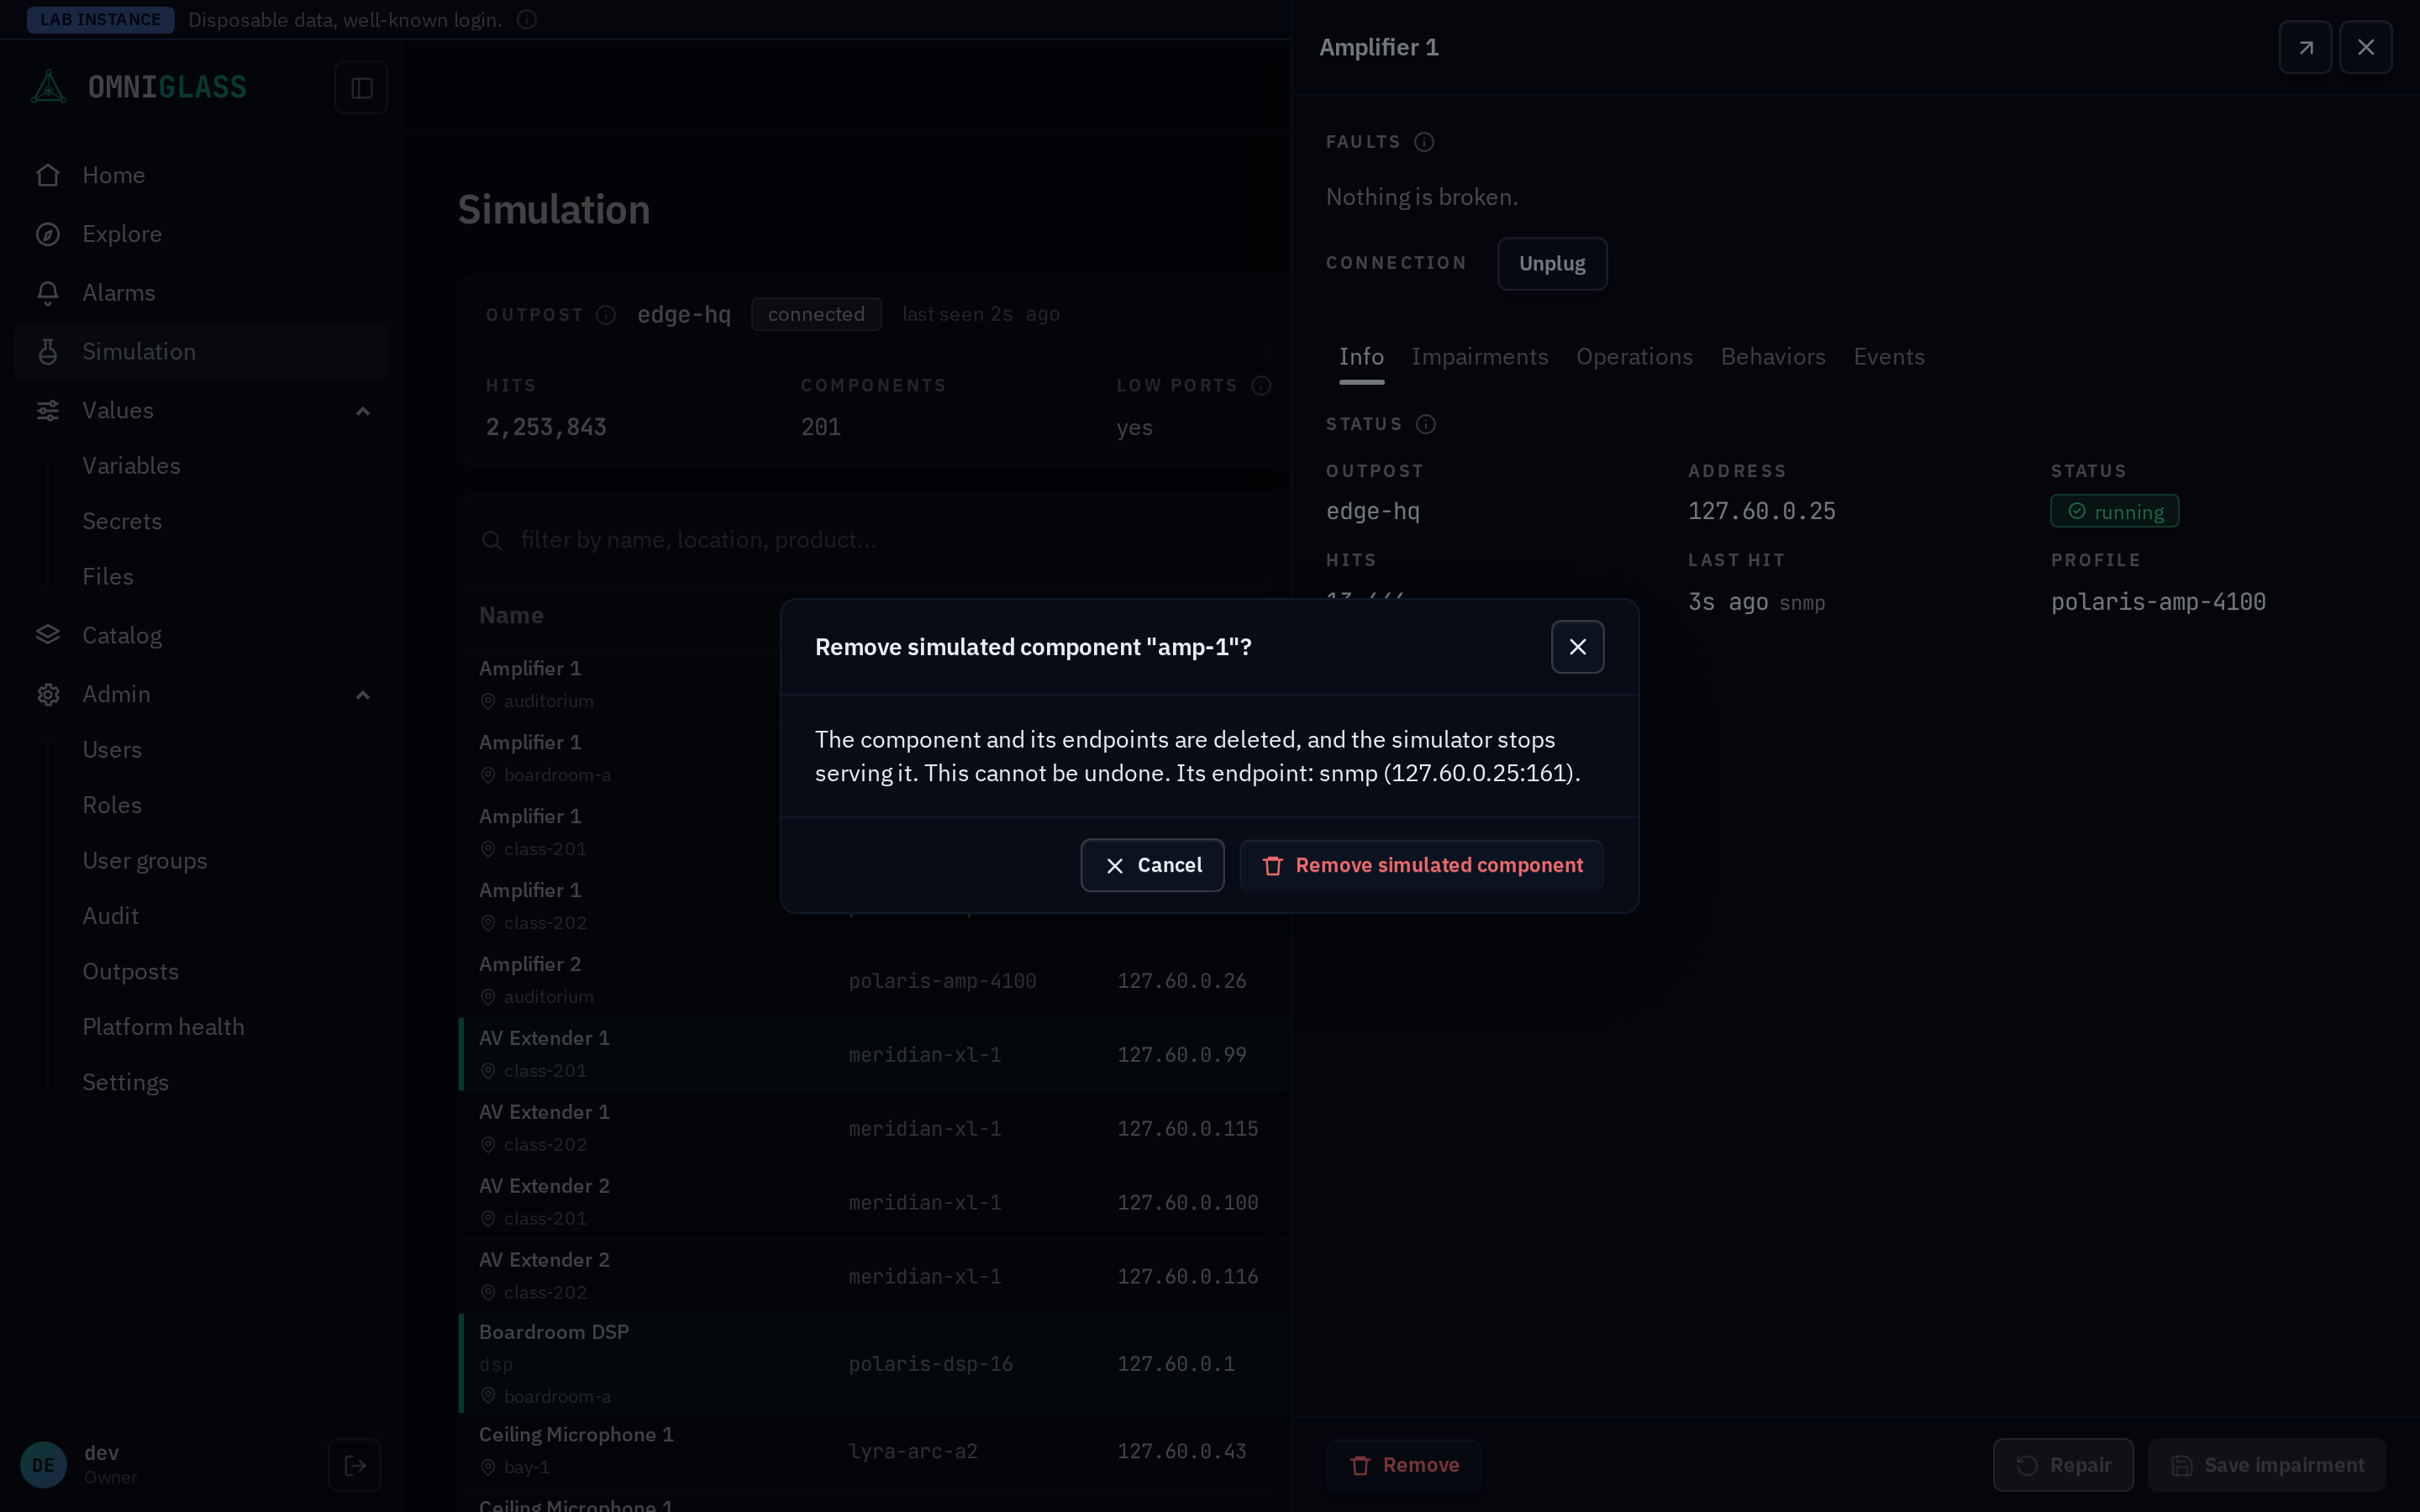 LAB INSTANCE Disposable data, well-known login.
OMNIGLASS
Home
Explore
Alarms
Simulation
Values
Variables
Secrets
Files
Catalog
Admin
Users
Roles
User groups
Audit
Outposts
Platform health
Settings
DE
dev
Owner
Simulation
OUTPOST edge-hq connected last seen 2s ago
HITS COMPONENTS LOW PORTS
2,253,843 201 yes
filter by name, location, product...
Name
Amplifier 1
auditorium
Amplifier 1
boardroom-a
Amplifier 1
class-201
Amplifier 1
class-202
Amplifier 2
auditorium
polaris-amp-4100 127.60.0.26
AV Extender 1
class-201
meridian-xl-1 127.60.0.99
AV Extender 1
class-202
meridian-xl-1 127.60.0.115
AV Extender 2
class-201
meridian-xl-1 127.60.0.100
AV Extender 2
class-202
meridian-xl-1 127.60.0.116
Boardroom DSP
dsp
boardroom-a
polaris-dsp-16 127.60.0.1
Ceiling Microphone 1
bay-1
lyra-arc-a2 127.60.0.43
Ceiling Microphone 1
Amplifier 1
FAULTS
Nothing is broken.
CONNECTION Unplug
Info Impairments Operations Behaviors Events
STATUS
OUTPOST ADDRESS STATUS
edge-hq 127.60.0.25 running
HITS LAST HIT PROFILE
3s ago snmp polaris-amp-4100
Remove simulated component "amp-1"?
The component and its endpoints are deleted, and the simulator stops
serving it. This cannot be undone. Its endpoint: snmp (127.60.0.25:161).
Cancel Remove simulated component
Remove Repair Save impairment